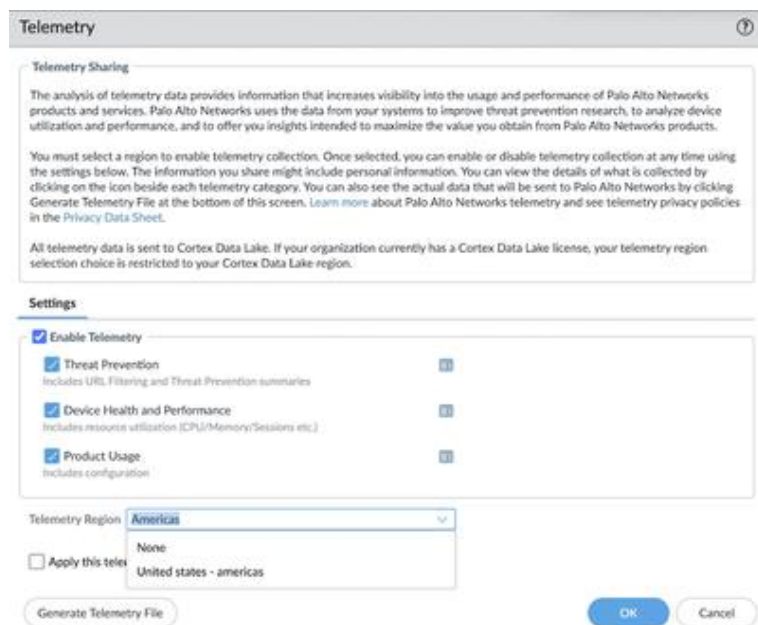 Telemetry
Telemetry Sharing
The analysis of telemetry data provides information that increases visibility into the usage and performance of Palo Alto Networks
products and services. Palo Alto Networks uses the data from your systems to improve threat prevention research, to analyze device
utilization and performance, and to offer you insights intended to maximize the value you obtain from Palo Alto Networks products.
You must select a region to enable telemetry collection. Once selected, you can enable or disable telemetry collection at any time using
the settings below. The information you share might include personal information. You can view the details of what is collected by
clicking on the icon beside each telemetry category. You can also see the actual data that will be sent to Palo Alto Networks by clicking
Generate Telemetry File at the bottom of this screen. Learn more about Palo Alto Networks telemetry and see telemetry privacy policies
in the Privacy Data Sheet.
All telemetry data is sent to Cortex Data Lake. If your organization currently has a Cortex Data Lake license, your telemetry region
selection choice is restricted to your Cortex Data Lake region.
Settings
Enable Telemetry
Threat Prevention
Includes URL Filtering and Threat Prevention summaries
Device Health and Performance
Includes resource utilization (CPU/Memory/Sessions etc.)
Product Usage
Includes configuration
Telemetry Region Americas
None
Apply this
United states - americas
Generate Telemetry File
OK
Cancel